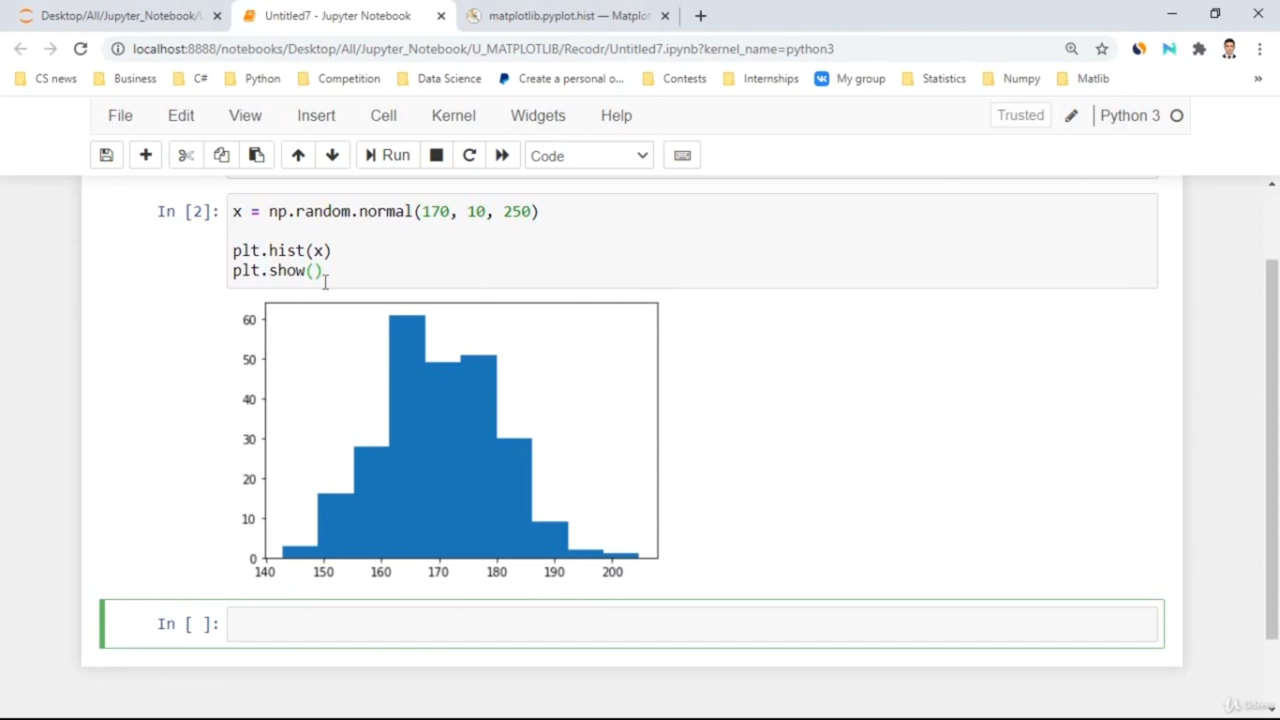 Desktop/All/Jupyter_Notebook/
Untitled7 - Jupyter Notebook
matplotlib.pyplot.hist — Matplot
localhost:8888/notebooks/Desktop/All/Jupyter_Notebook/U_MATPLOTLIB/Recodr/Untitled7.ipynb?kernel_name=python3
CS news Business C# Python Competition Data Science Create a personal o... Contests My group Internships Statistics Numpy Matlib »
File Edit View Insert Cell Kernel Widgets Help Trusted Python 3
Run Code
In [2]: x = np.random.normal(170, 10, 250)
plt.hist(x)
plt.show()
60
50
40
30
20
10
0
140 150 160 170 180 190 200
In [ ]:
Udemy